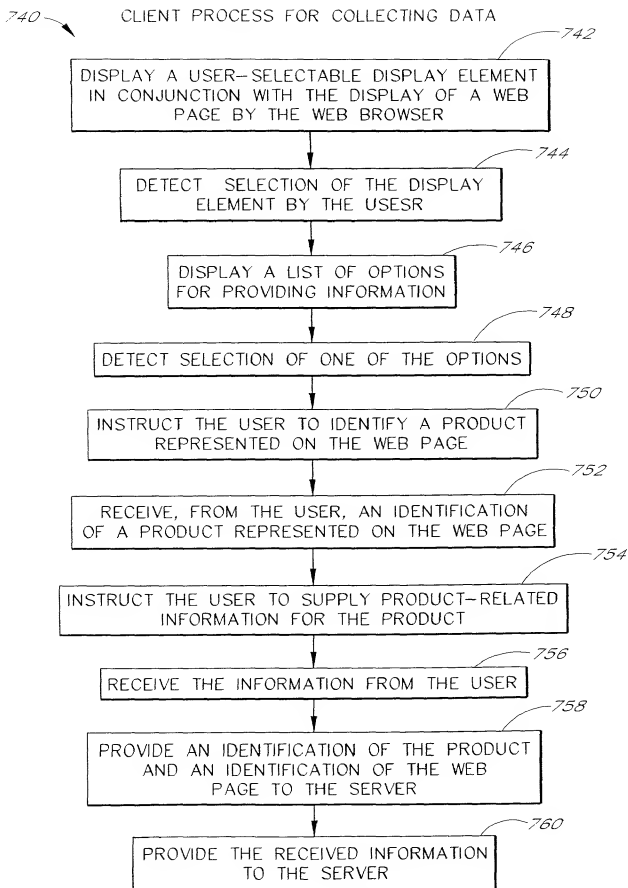 740
CLIENT PROCESS FOR COLLECTING DATA
742
DISPLAY A USER-SELECTABLE DISPLAY ELEMENT
IN CONJUNCTION WITH THE DISPLAY OF A WEB
PAGE BY THE WEB BROWSER
744
DETECT SELECTION OF THE DISPLAY
ELEMENT BY THE USESR
746
DISPLAY A LIST OF OPTIONS
FOR PROVIDING INFORMATION
748
DETECT SELECTION OF ONE OF THE OPTIONS
750
INSTRUCT THE USER TO IDENTIFY A PRODUCT
REPRESENTED ON THE WEB PAGE
752
RECEIVE, FROM THE USER, AN IDENTIFICATION
OF A PRODUCT REPRESENTED ON THE WEB PAGE
754
INSTRUCT THE USER TO SUPPLY PRODUCT-RELATED
INFORMATION FOR THE PRODUCT
756
RECEIVE THE INFORMATION FROM THE USER
758
PROVIDE AN IDENTIFICATION OF THE PRODUCT
AND AN IDENTIFICATION OF THE WEB
PAGE TO THE SERVER
760
PROVIDE THE RECEIVED INFORMATION
TO THE SERVER